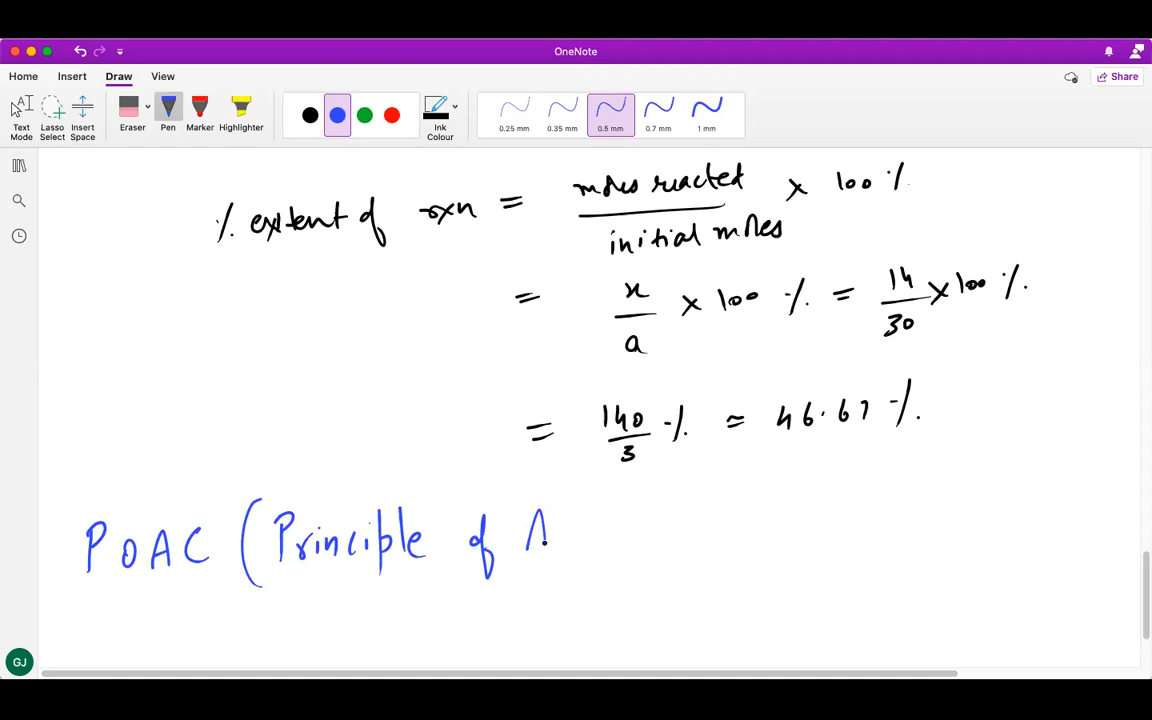 OneNote
Home Insert Draw View
Share
Text Mode
Lasso Select
Insert Space
Eraser
Pen
Marker
Highlighter
Ink Colour
0.25 mm
0.35 mm
0.5 mm
0.7 mm
1 mm
% extent of rxn = moles reacted / initial moles × 100 %
= x / a × 100 % = 14 / 30 × 100 %
= 140 / 3 % ≈ 46.67 %
POAC (Principle of A
GJ